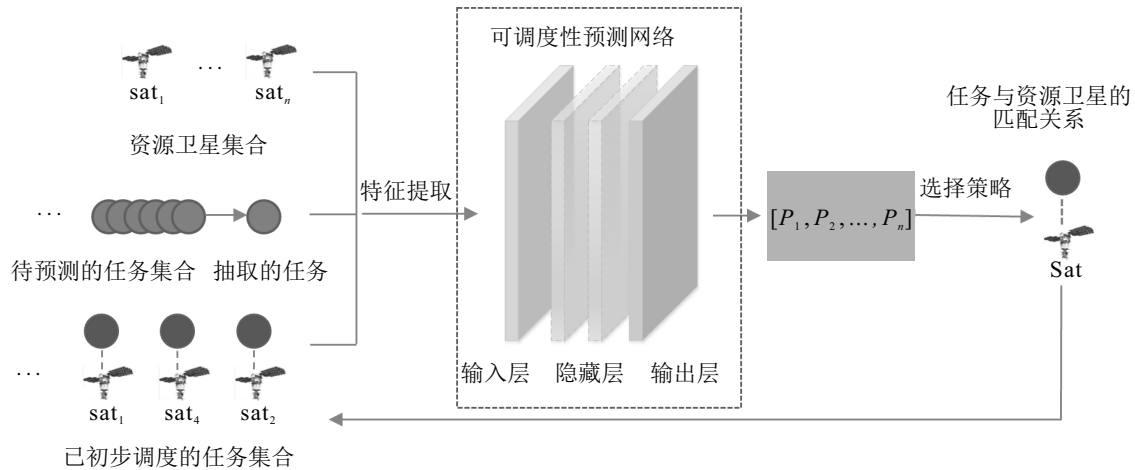 可调度性预测网络
··· 
sat₁ satₙ
资源卫星集合
特征提取
···
待预测的任务集合 抽取的任务
···
sat₁ sat₄ sat₂
已初步调度的任务集合
输入层 隐藏层 输出层
[P₁, P₂, ..., Pₙ]
选择策略
任务与资源卫星的
匹配关系
Sat